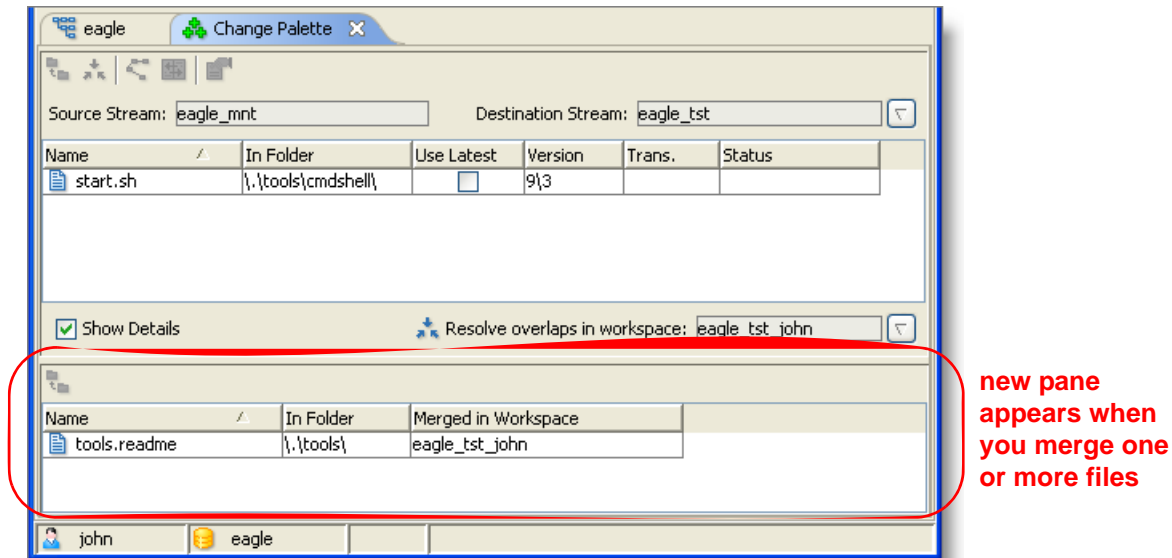 eagle Change Palette
Source Stream: eagle_mnt Destination Stream: eagle_tst
Name In Folder Use Latest Version Trans. Status
start.sh \.\tools\cmdshell\ 9\3
Show Details Resolve overlaps in workspace: eagle_tst_john
Name In Folder Merged in Workspace
tools.readme \.\tools\ eagle_tst_john
new pane
appears when
you merge one
or more files
john eagle